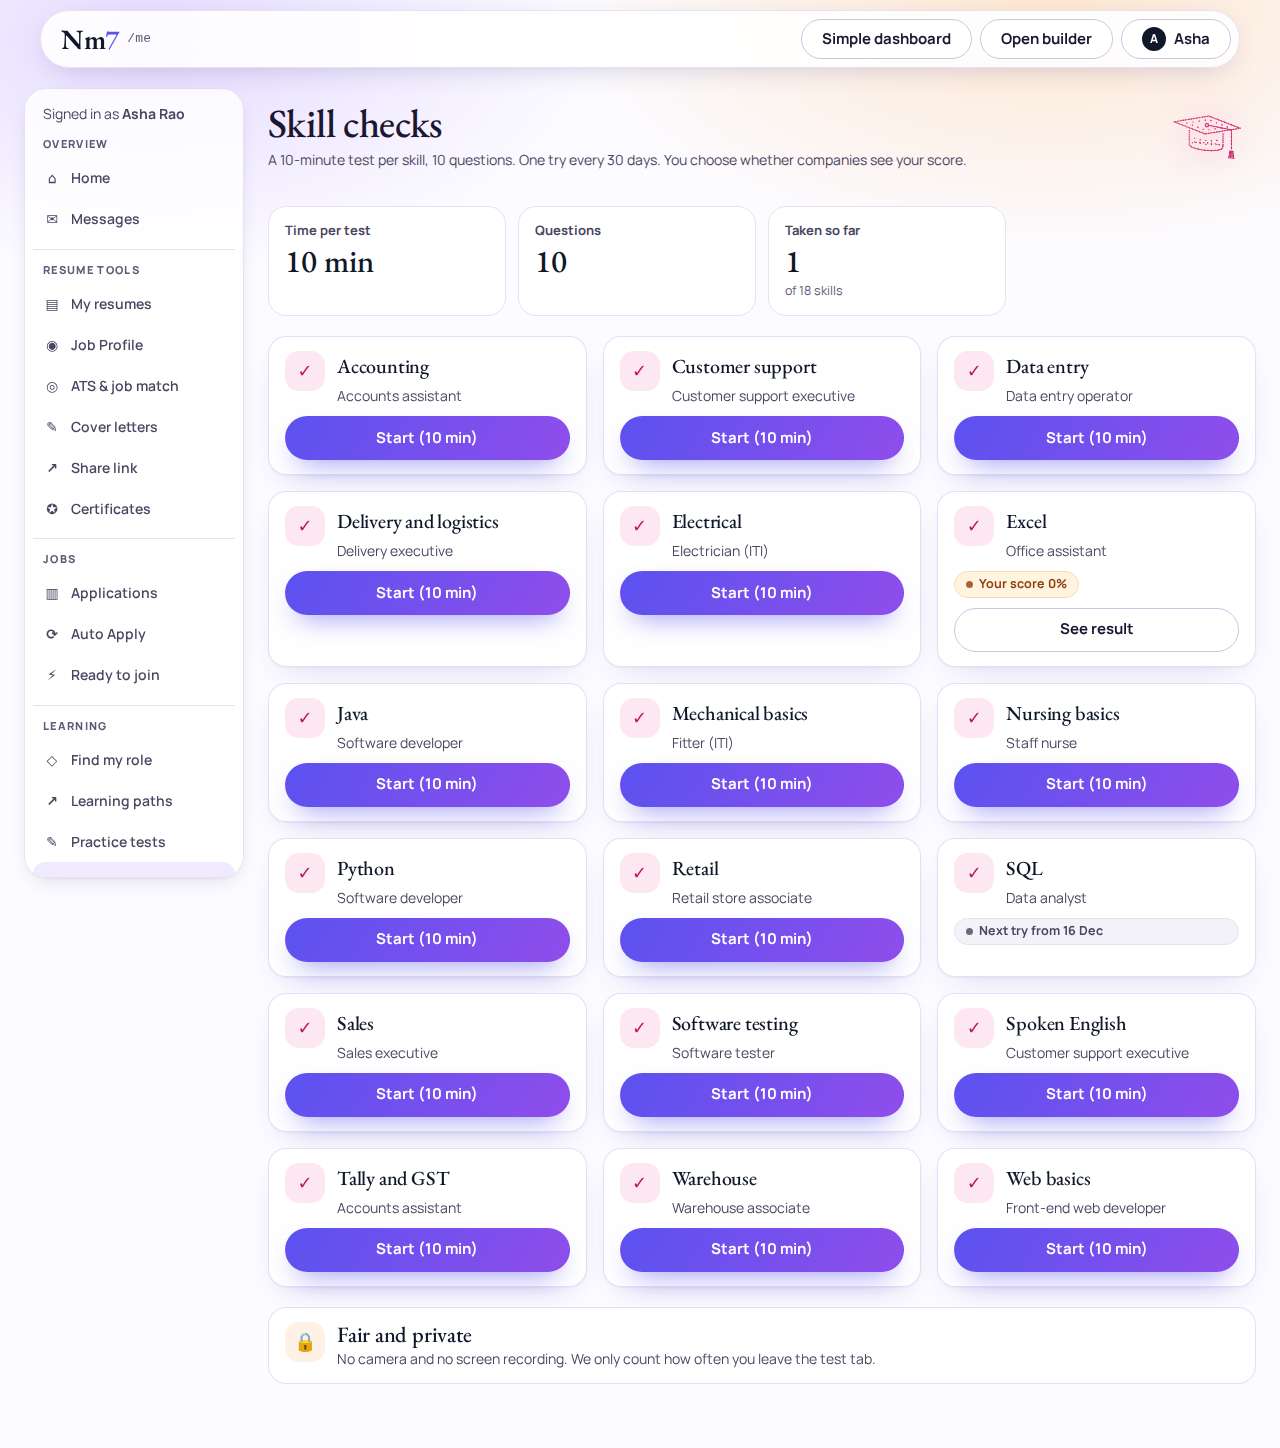 Nm7 /me
Simple dashboard
Open builder
A Asha
Signed in as Asha Rao
OVERVIEW
Home
Messages
RESUME TOOLS
My resumes
Job Profile
ATS & job match
Cover letters
Share link
Certificates
JOBS
Applications
Auto Apply
Ready to join
LEARNING
Find my role
Learning paths
Practice tests
Skill checks
A 10-minute test per skill, 10 questions. One try every 30 days. You choose whether companies see your score.
Time per test
10 min
Questions
10
Taken so far
1
of 18 skills
Accounting
Accounts assistant
Start (10 min)
Customer support
Customer support executive
Start (10 min)
Data entry
Data entry operator
Start (10 min)
Delivery and logistics
Delivery executive
Start (10 min)
Electrical
Electrician (ITI)
Start (10 min)
Excel
Office assistant
Your score 0%
See result
Java
Software developer
Start (10 min)
Mechanical basics
Fitter (ITI)
Start (10 min)
Nursing basics
Staff nurse
Start (10 min)
Python
Software developer
Start (10 min)
Retail
Retail store associate
Start (10 min)
SQL
Data analyst
Next try from 16 Dec
Sales
Sales executive
Start (10 min)
Software testing
Software tester
Start (10 min)
Spoken English
Customer support executive
Start (10 min)
Tally and GST
Accounts assistant
Start (10 min)
Warehouse
Warehouse associate
Start (10 min)
Web basics
Front-end web developer
Start (10 min)
Fair and private
No camera and no screen recording. We only count how often you leave the test tab.